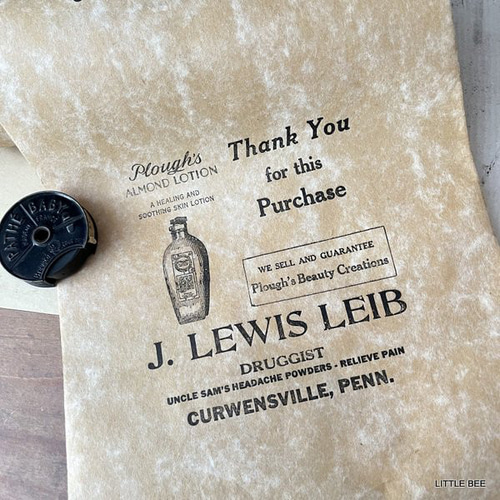 Plough's
ALMOND LOTION
A HEALING AND
SOOTHING SKIN LOTION
Thank You
for this
Purchase
WE SELL AND GUARANTEE
Plough's Beauty Creations
J. LEWIS LEIB
DRUGGIST
UNCLE SAM'S HEADACHE POWDERS - RELIEVE PAIN
CURWENSVILLE, PENN.
PATHE BABY
LITTLE BEE